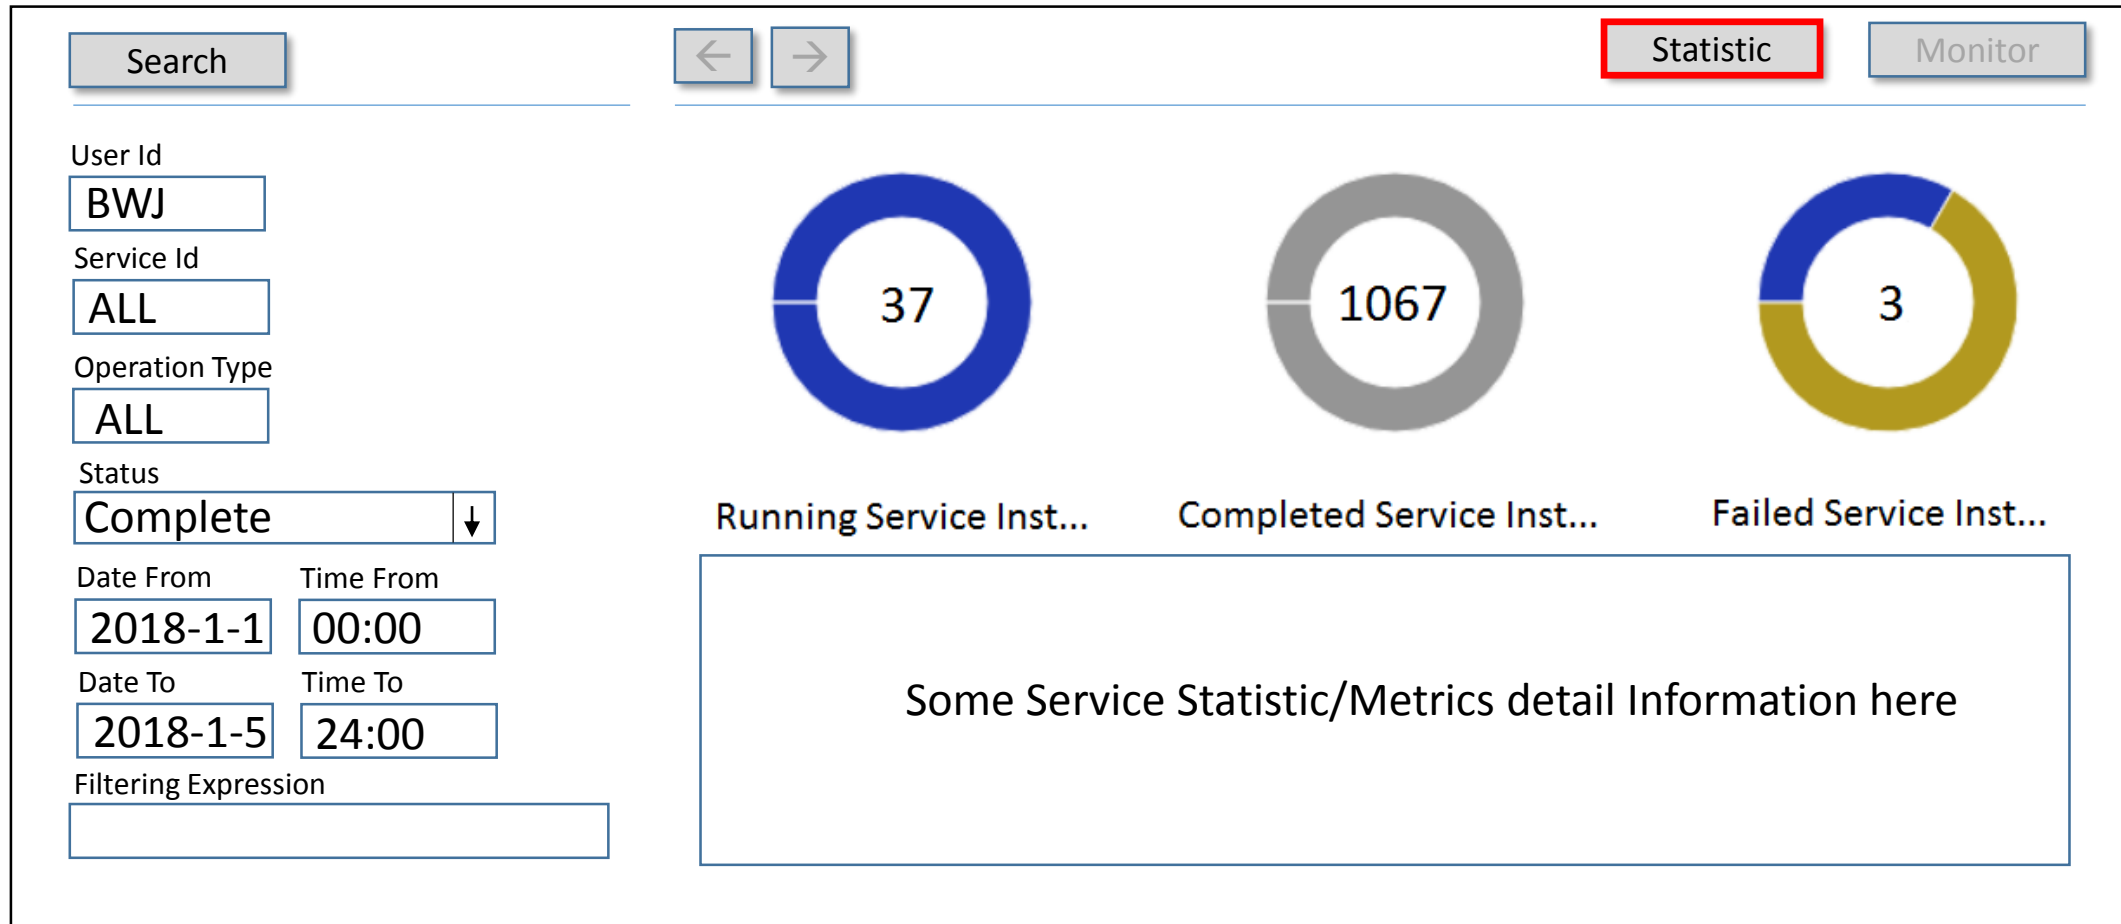 Search
← →
Statistic
Monitor
User Id
BWJ
Service Id
ALL
Operation Type
ALL
Status
Complete
Date From
Time From
2018-1-1
00:00
Date To
Time To
2018-1-5
24:00
Filtering Expression
37
1067
3
Running Service Inst...
Completed Service Inst...
Failed Service Inst...
Some Service Statistic/Metrics detail Information here